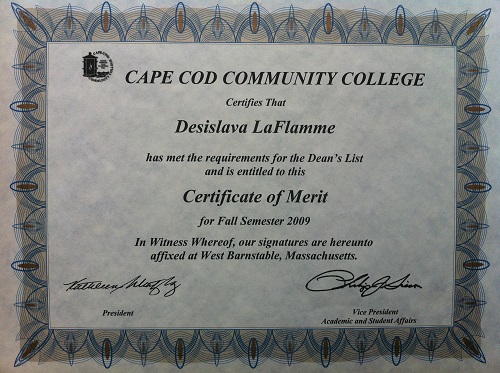 CAPE COD COMMUNITY COLLEGE
Certifies That
Desislava LaFlamme
has met the requirements for the Dean's List
and is entitled to this
Certificate of Merit
for Fall Semester 2009
In Witness Whereof, our signatures are hereunto
affixed at West Barnstable, Massachusetts.
President
Vice President
Academic and Student Affairs